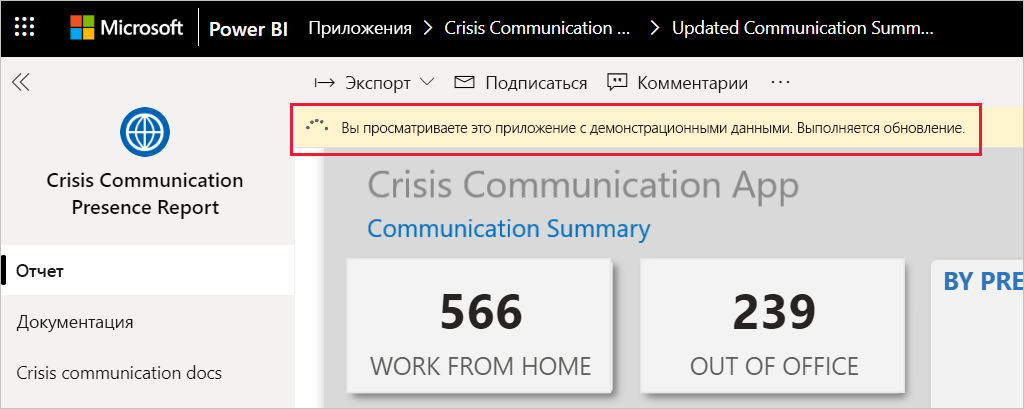 Microsoft Power BI Приложения > Crisis Communication ... > Updated Communication Summ...
Экспорт Подписаться Комментарии ...
Вы просматриваете это приложение с демонстрационными данными. Выполняется обновление.
Crisis Communication
Presence Report
Отчет
Документация
Crisis communication docs
Crisis Communication App
Communication Summary
566
WORK FROM HOME
239
OUT OF OFFICE
BY PRE